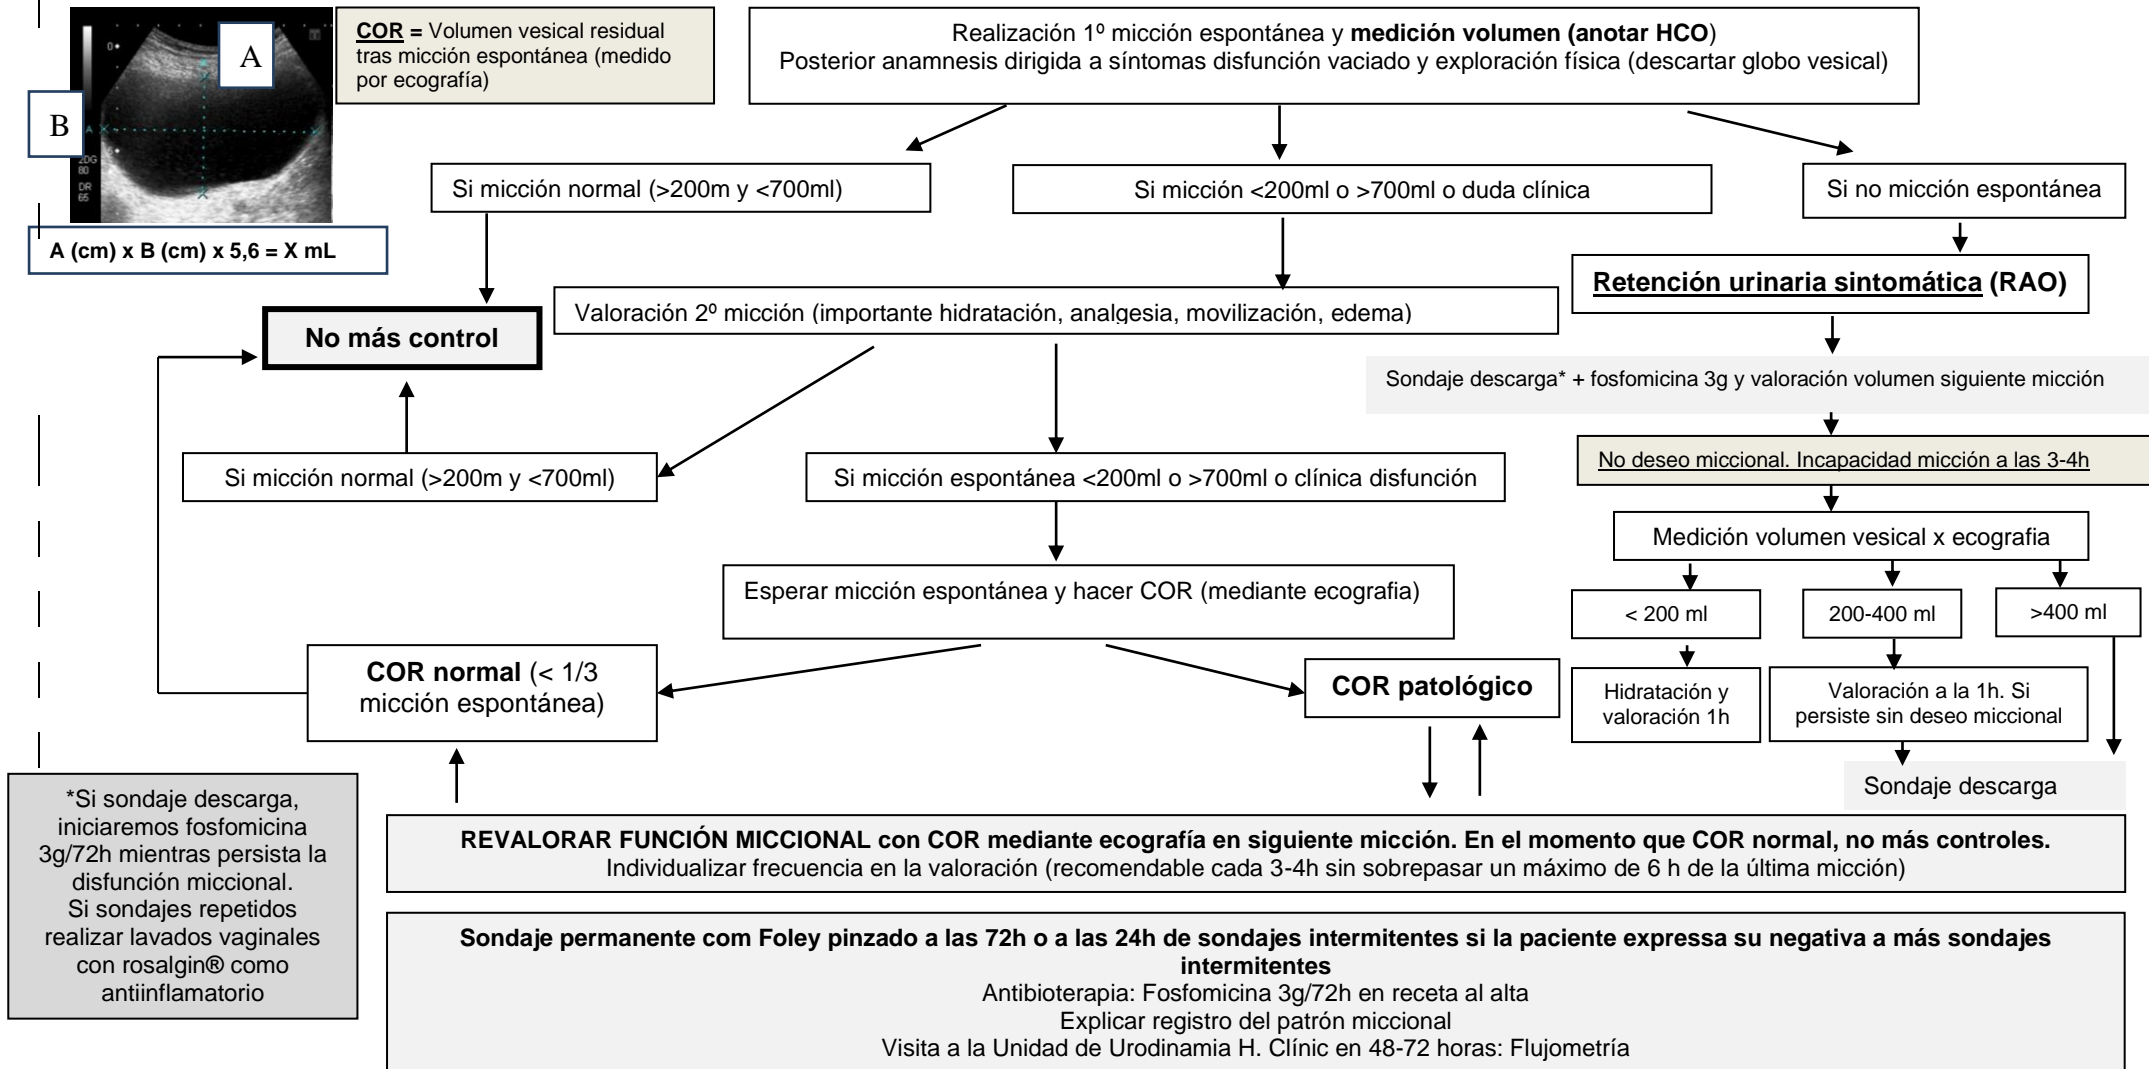 A
B
0
A
2DG
80
DR
65
A (cm) x B (cm) x 5,6 = X mL
COR = Volumen vesical residual
tras micción espontánea (medido
por ecografía)
Realización 1º micción espontánea y medición volumen (anotar HCO)
Posterior anamnesis dirigida a síntomas disfunción vaciado y exploración física (descartar globo vesical)
Si micción normal (>200m y <700ml)
Si micción <200ml o >700ml o duda clínica
Si no micción espontánea
Retención urinaria sintomática (RAO)
Valoración 2º micción (importante hidratación, analgesia, movilización, edema)
No más control
Sondaje descarga* + fosfomicina 3g y valoración volumen siguiente micción
Si micción normal (>200m y <700ml)
Si micción espontánea <200ml o >700ml o clínica disfunción
No deseo miccional. Incapacidad micción a las 3-4h
Medición volumen vesical x ecografia
Esperar micción espontánea y hacer COR (mediante ecografia)
< 200 ml
200-400 ml
>400 ml
COR normal (< 1/3
micción espontánea)
COR patológico
Hidratación y
valoración 1h
Valoración a la 1h. Si
persiste sin deseo miccional
Sondaje descarga
*Si sondaje descarga,
iniciaremos fosfomicina
3g/72h mientras persista la
disfunción miccional.
Si sondajes repetidos
realizar lavados vaginales
con rosalgin® como
antiinflamatorio
REVALORAR FUNCIÓN MICCIONAL con COR mediante ecografía en siguiente micción. En el momento que COR normal, no más controles.
Individualizar frecuencia en la valoración (recomendable cada 3-4h sin sobrepasar un máximo de 6 h de la última micción)
Sondaje permanente com Foley pinzado a las 72h o a las 24h de sondajes intermitentes si la paciente expressa su negativa a más sondajes
intermitentes
Antibioterapia: Fosfomicina 3g/72h en receta al alta
Explicar registro del patrón miccional
Visita a la Unidad de Urodinamia H. Clínic en 48-72 horas: Flujometría